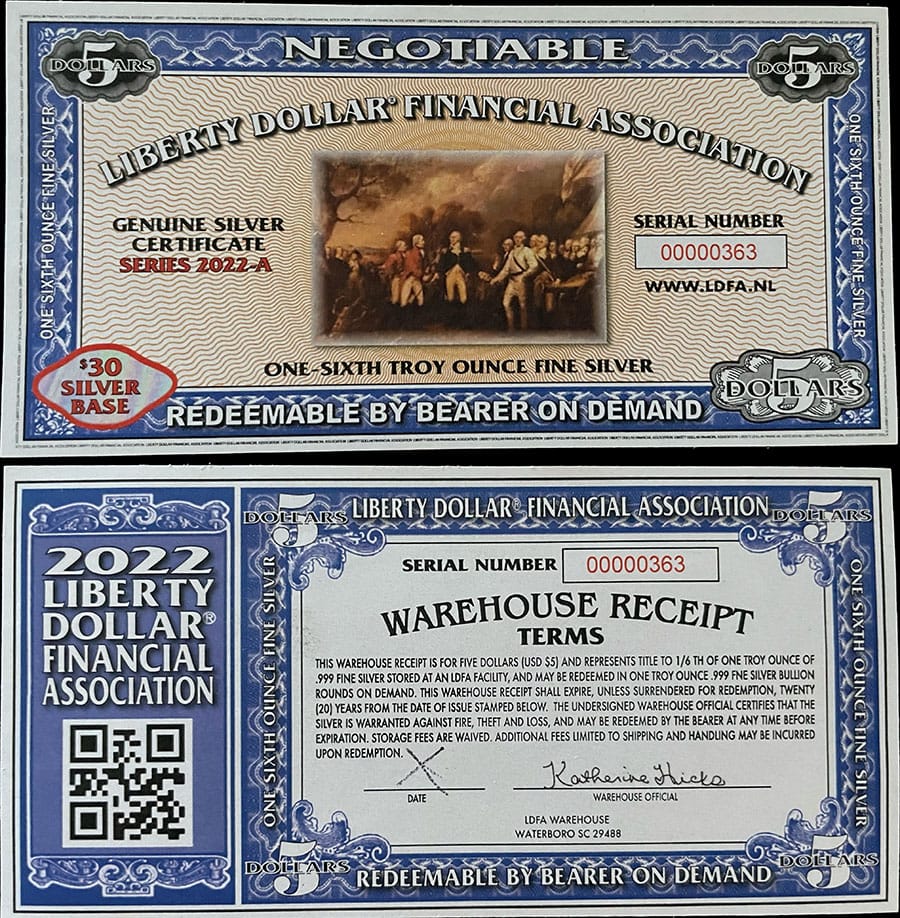 NEGOTIABLE
5
DOLLARS
5
DOLLARS
LIBERTY DOLLAR® FINANCIAL ASSOCIATION
ONE SIXTH OUNCE FINE SILVER
GENUINE SILVER
CERTIFICATE
SERIES 2022-A
SERIAL NUMBER
00000363
WWW.LDFA.NL
ONE SIXTH OUNCE FINE SILVER
ONE-SIXTH TROY OUNCE FINE SILVER
$30
SILVER
BASE
REDEEMABLE BY BEARER ON DEMAND
5
DOLLARS
2022
LIBERTY
DOLLAR®
FINANCIAL
ASSOCIATION
5
DOLLARS
LIBERTY DOLLAR® FINANCIAL ASSOCIATION
5
DOLLARS
SERIAL NUMBER 00000363
WAREHOUSE RECEIPT
TERMS
ONE SIXTH OUNCE FINE SILVER
THIS WAREHOUSE RECEIPT IS FOR FIVE DOLLARS (USD $5) AND REPRESENTS TITLE TO 1/6 TH OF ONE TROY OUNCE OF
.999 FINE SILVER STORED AT AN LDFA FACILITY, AND MAY BE REDEEMED IN ONE TROY OUNCE .999 FINE SILVER BULLION
ROUNDS ON DEMAND. THIS WAREHOUSE RECEIPT SHALL EXPIRE, UNLESS SURRENDERED FOR REDEMPTION, TWENTY
(20) YEARS FROM THE DATE OF ISSUE STAMPED BELOW. THE UNDERSIGNED WAREHOUSE OFFICIAL CERTIFIES THAT THE
SILVER IS WARRANTED AGAINST FIRE, THEFT AND LOSS, AND MAY BE REDEEMED BY THE BEARER AT ANY TIME BEFORE
EXPIRATION. STORAGE FEES ARE WAIVED. ADDITIONAL FEES LIMITED TO SHIPPING AND HANDLING MAY BE INCURRED
UPON REDEMPTION.
ONE SIXTH OUNCE FINE SILVER
X
Katherine Hicks
DATE
WAREHOUSE OFFICIAL
LDFA WAREHOUSE
WATERBORO SC 29488
5
DOLLARS
REDEEMABLE BY BEARER ON DEMAND
5
DOLLARS